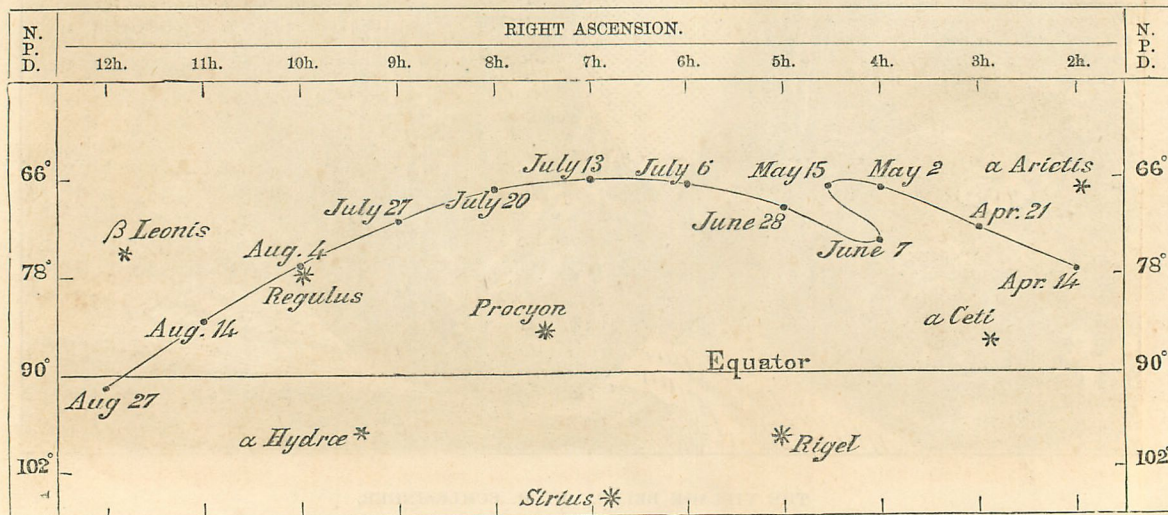 N. P. D.
RIGHT ASCENSION.
N. P. D.
12h. 11h. 10h. 9h. 8h. 7h. 6h. 5h. 4h. 3h. 2h.
66° July 13 July 6 May 15 May 2 α Arietis 66°
β Leonis July 27 July 20 June 28 Apr. 21
Aug. 4 June 7
78° Regulus Apr. 14 78°
Aug. 14 Procyon α Ceti
90° Equator 90°
Aug 27
α Hydræ Rigel
102° 102°
Sirius